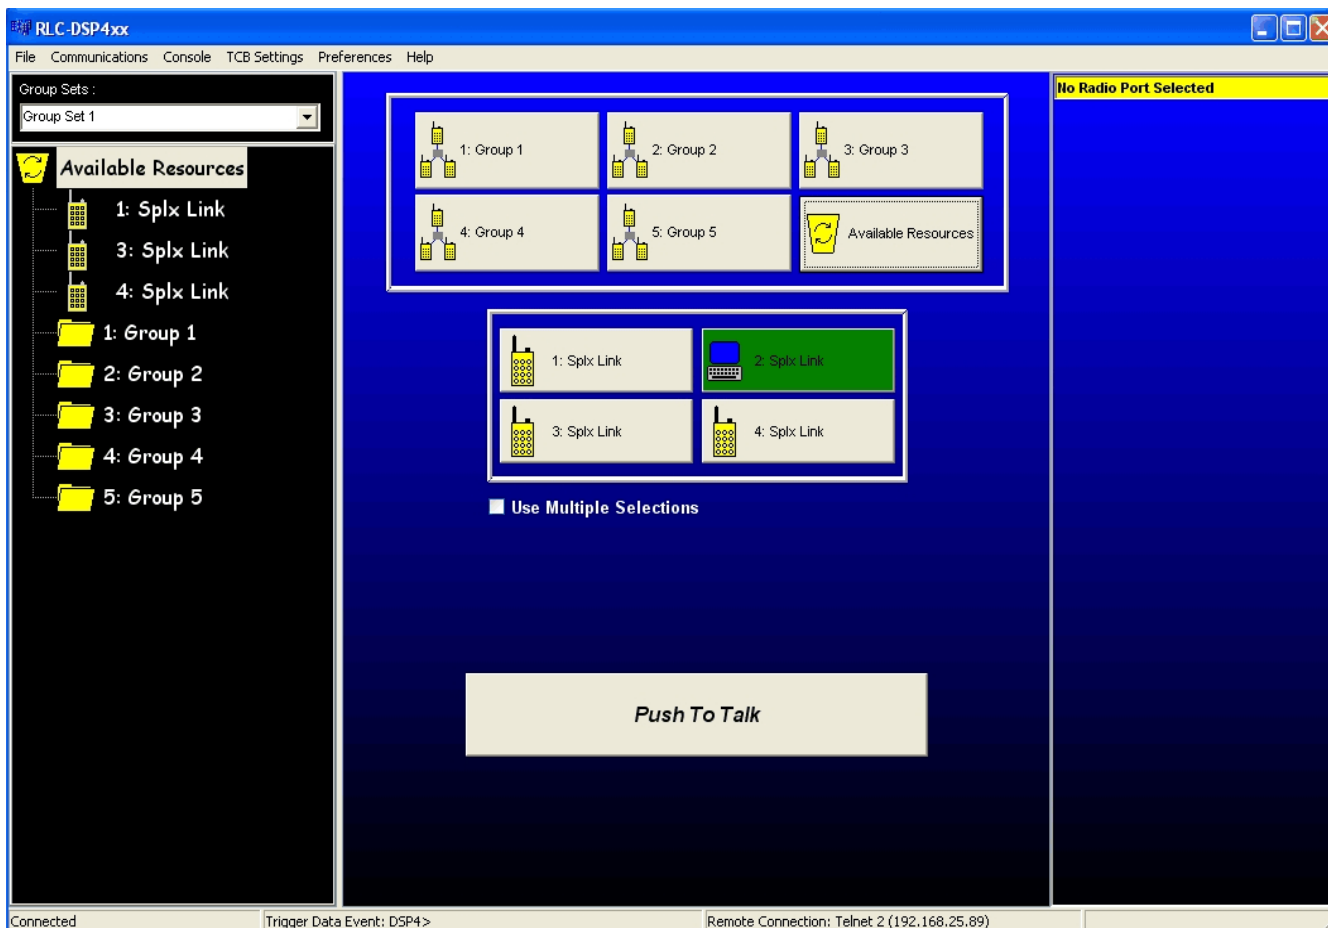 RLC-DSP4xx
File Communications Console TCB Settings Preferences Help
Group Sets :
Group Set 1
Available Resources
1: Splx Link
3: Splx Link
4: Splx Link
1: Group 1
2: Group 2
3: Group 3
4: Group 4
5: Group 5
1: Group 1
2: Group 2
3: Group 3
4: Group 4
5: Group 5
Available Resources
1: Splx Link
2: Splx Link
3: Splx Link
4: Splx Link
Use Multiple Selections
Push To Talk
No Radio Port Selected
Connected
Trigger Data Event: DSP4>
Remote Connection: Telnet 2 (192.168.25.89)